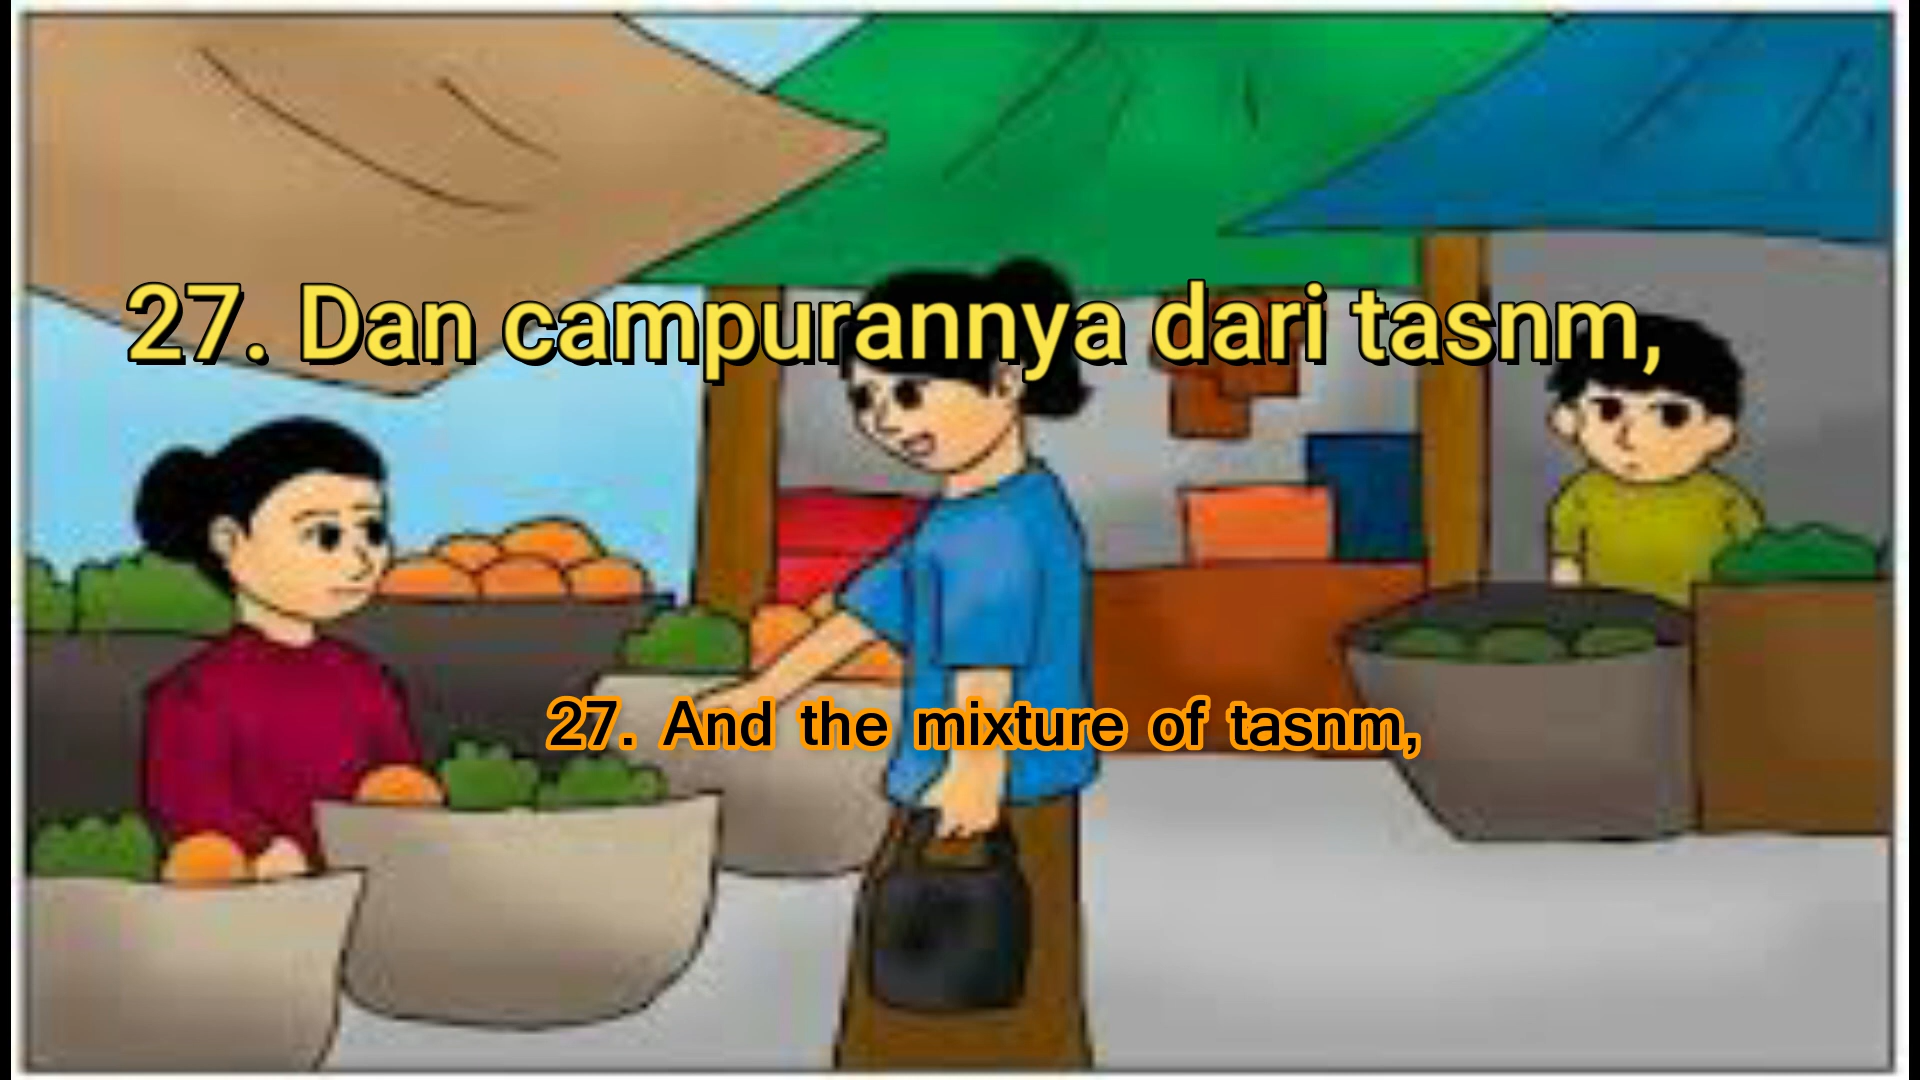 27. Dan campurannya dari tasnm,
27. And the mixture of tasnm,